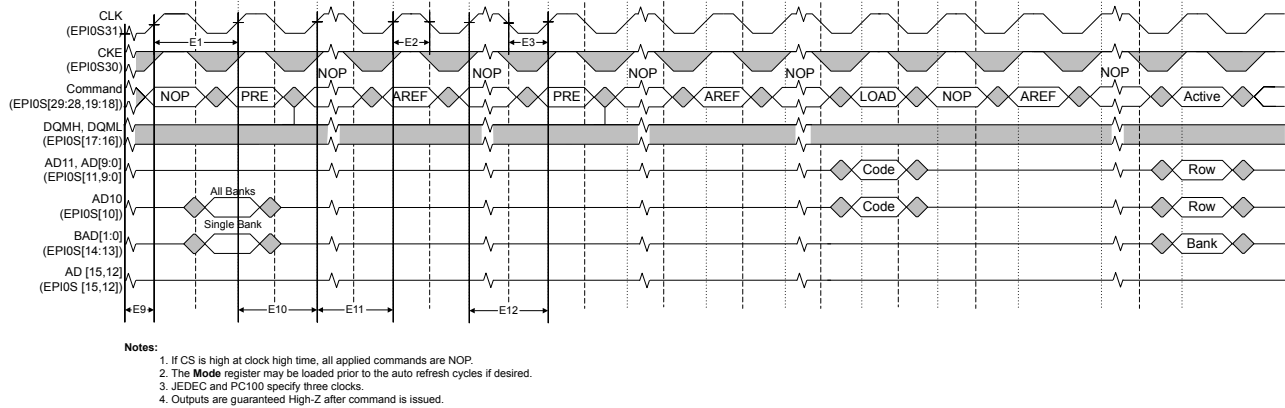 CLK
(EPI0S31)
E1
E2
E3
CKE
(EPI0S30)
NOP
NOP
NOP
NOP
NOP
Command
(EPI0S[29:28,19:18])
NOP
PRE
AREF
PRE
AREF
LOAD
NOP
AREF
Active
DQMH, DQML
(EPI0S[17:16])
AD11, AD[9:0]
(EPI0S[11,9:0]
Code
Row
All Banks
AD10
(EPI0S[10])
Code
Row
Single Bank
BAD[1:0]
(EPI0S[14:13])
Bank
AD [15,12]
(EPI0S [15,12])
E9
E10
E11
E12
Notes:
1. If CS is high at clock high time, all applied commands are NOP.
2. The Mode register may be loaded prior to the auto refresh cycles if desired.
3. JEDEC and PC100 specify three clocks.
4. Outputs are guaranteed High-Z after command is issued.